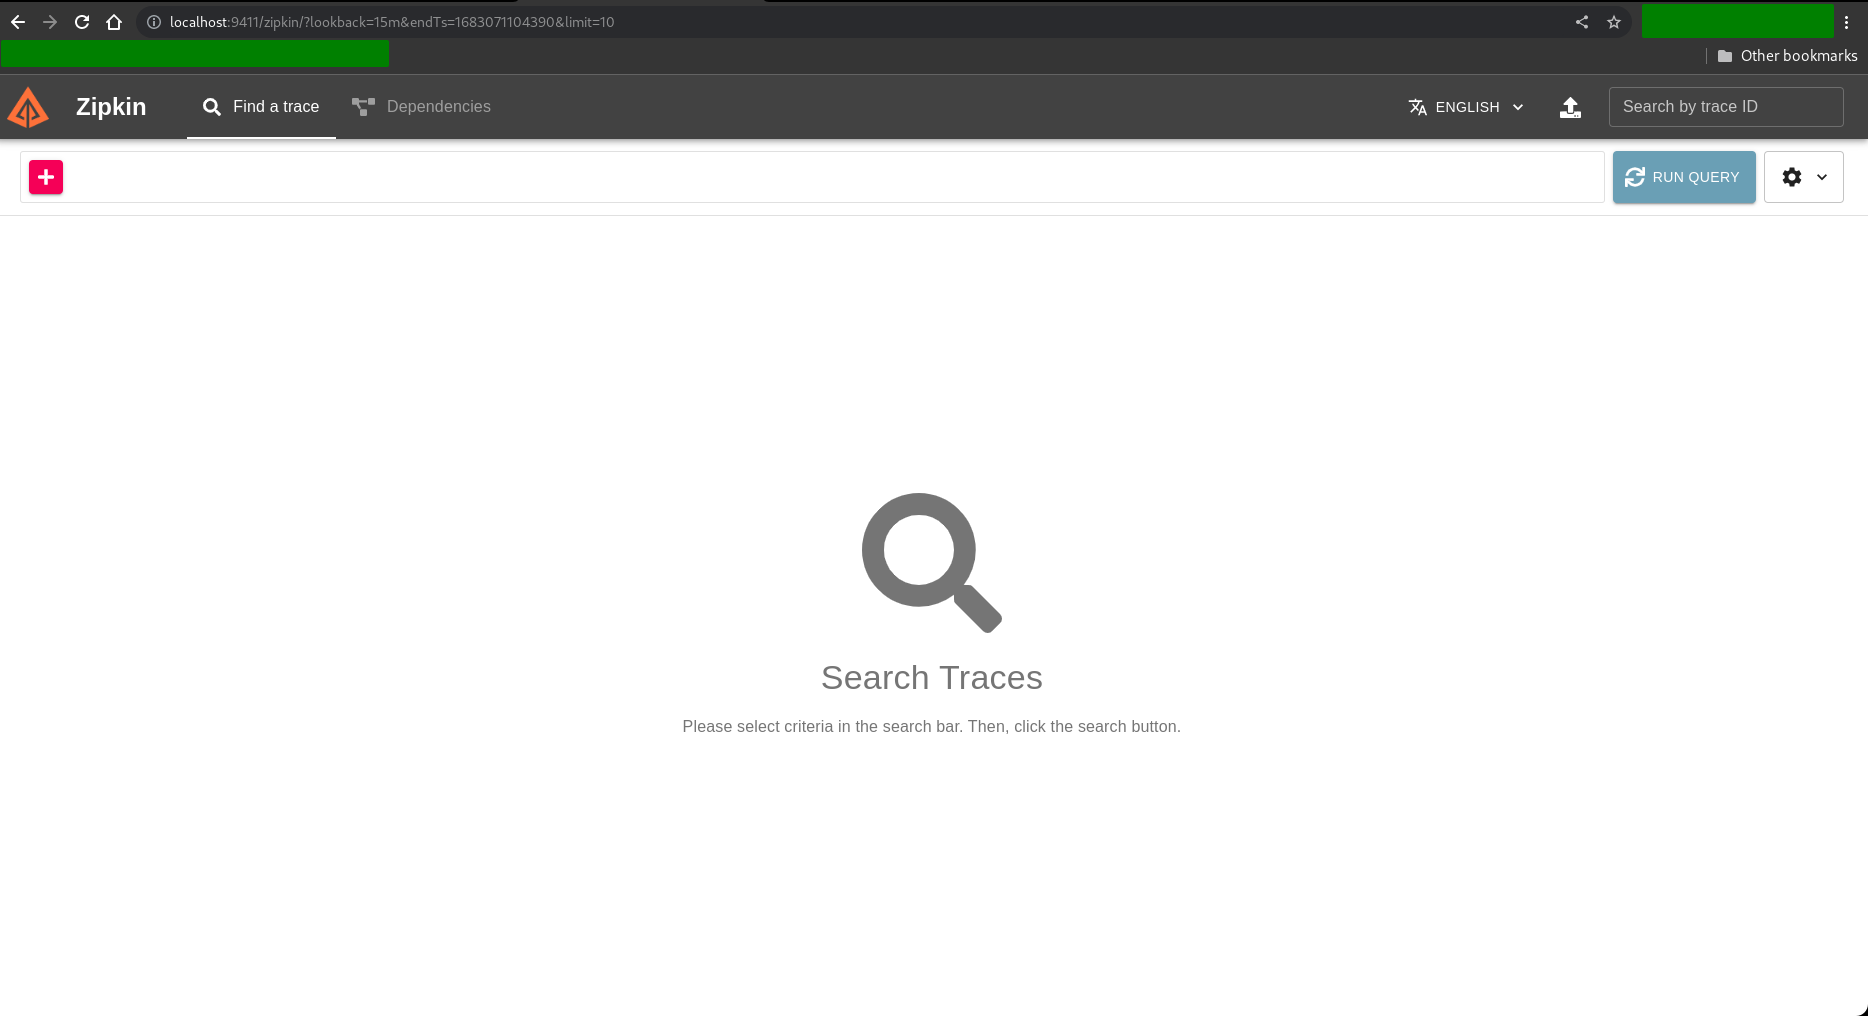 localhost:9411/zipkin/?lookback=15m&endTs=1683071104390&limit=10
Other bookmarks
Zipkin
Find a trace
Dependencies
ENGLISH
Search by trace ID
RUN QUERY
Search Traces
Please select criteria in the search bar. Then, click the search button.